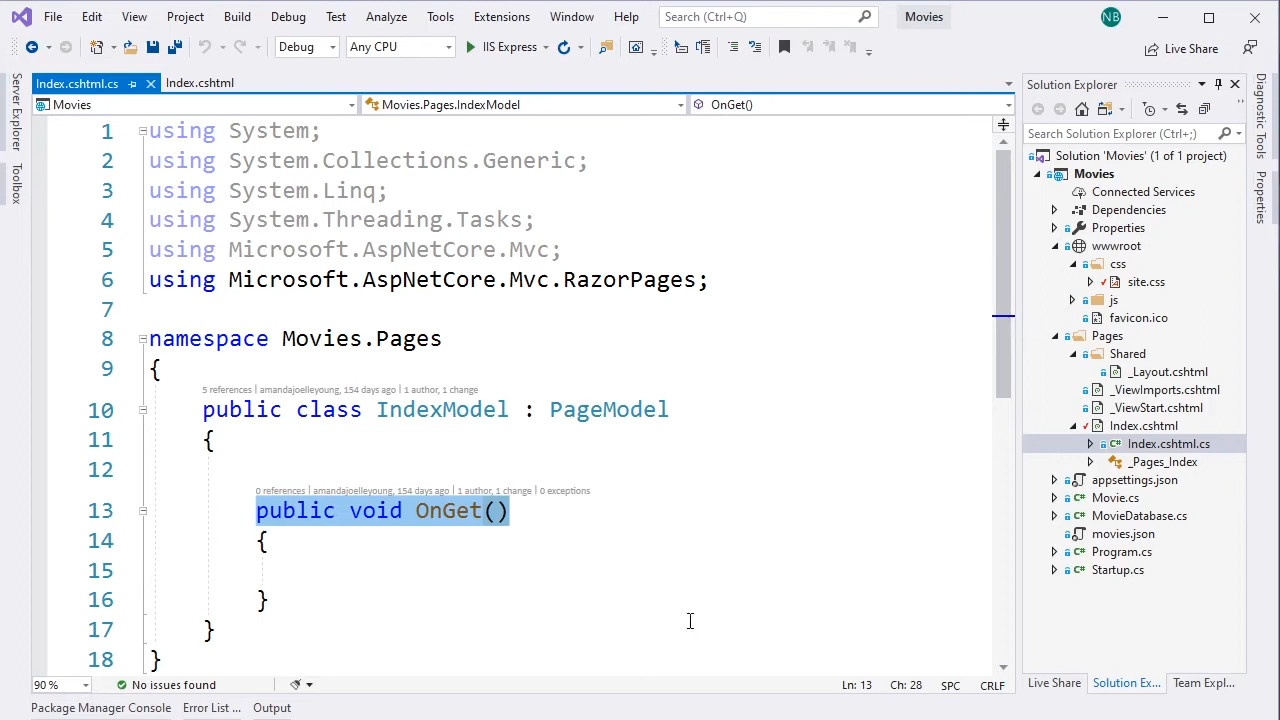 File Edit View Project Build Debug Test Analyze Tools Extensions Window Help Search (Ctrl+Q) Movies NB
Debug Any CPU IIS Express Live Share
Server Explorer
Toolbox
Index.cshtml.cs Index.cshtml
Movies Movies.Pages.IndexModel OnGet()
1 using System;
2 using System.Collections.Generic;
3 using System.Linq;
4 using System.Threading.Tasks;
5 using Microsoft.AspNetCore.Mvc;
6 using Microsoft.AspNetCore.Mvc.RazorPages;
7
8 namespace Movies.Pages
9 {
5 references | amandajoelleyoung, 154 days ago | 1 author, 1 change
10 public class IndexModel : PageModel
11 {
12
0 references | amandajoelleyoung, 154 days ago | 1 author, 1 change | 0 exceptions
13 public void OnGet()
14 {
15
16 }
17 }
18 }
90 % No issues found Ln: 13 Ch: 28 SPC CRLF
Package Manager Console Error List ... Output
Solution Explorer
Search Solution Explorer (Ctrl+;)
Solution 'Movies' (1 of 1 project)
Movies
Connected Services
Dependencies
Properties
wwwroot
css
site.css
js
favicon.ico
Pages
Shared
_Layout.cshtml
_ViewImports.cshtml
_ViewStart.cshtml
Index.cshtml
C# Index.cshtml.cs
_Pages_Index
appsettings.json
C# Movie.cs
C# MovieDatabase.cs
movies.json
C# Program.cs
C# Startup.cs
Live Share Solution Ex... Team Expl...
Diagnostic Tools
Properties